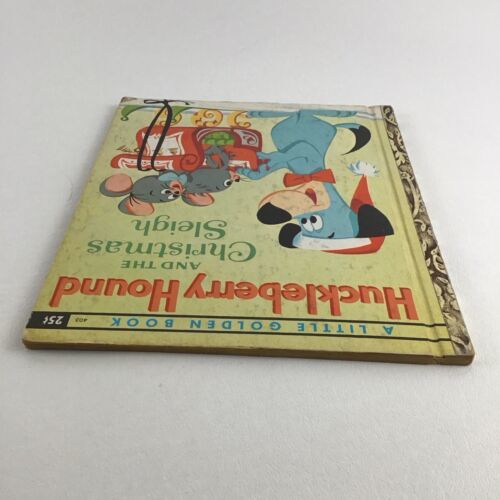 A LITTLE GOLDEN BOOK
403 25¢
Huckleberry Hound
AND THE
Christmas
Sleigh